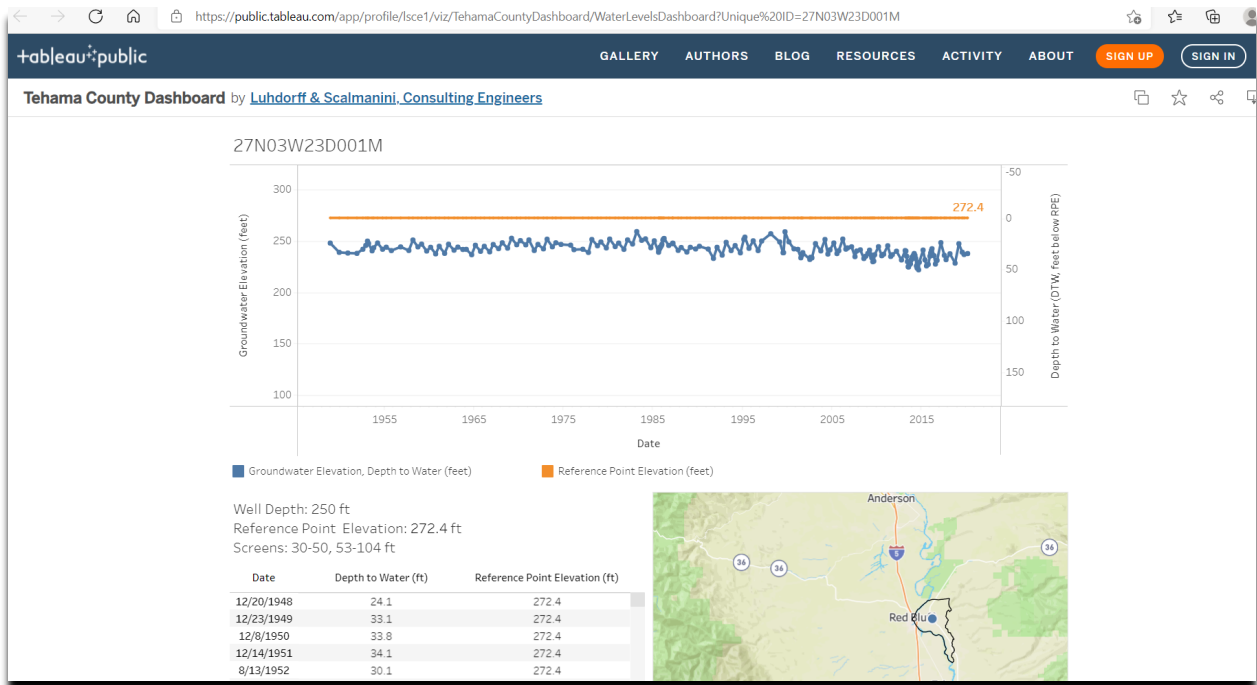 https://public.tableau.com/app/profile/lsce1/viz/TehamaCountyDashboard/WaterLevelsDashboard?Unique%20ID=27N03W23D001M
+ableau public GALLERY AUTHORS BLOG RESOURCES ACTIVITY ABOUT SIGN UP SIGN IN
Tehama County Dashboard by Luhdorff & Scalmanini, Consulting Engineers
27N03W23D001M
Groundwater Elevation (feet)
300
250
200
150
100
272.4
-50
0
50
100
150
Depth to Water (DTW, feet below RPE)
1955 1965 1975 1985 1995 2005 2015
Date
Groundwater Elevation, Depth to Water (feet) Reference Point Elevation (feet)
Well Depth: 250 ft
Reference Point Elevation: 272.4 ft
Screens: 30-50, 53-104 ft
Date Depth to Water (ft) Reference Point Elevation (ft)
12/20/1948 24.1 272.4
12/23/1949 33.1 272.4
12/8/1950 33.8 272.4
12/14/1951 34.1 272.4
8/13/1952 30.1 272.4
Anderson
5
36
36
36
Red Blu